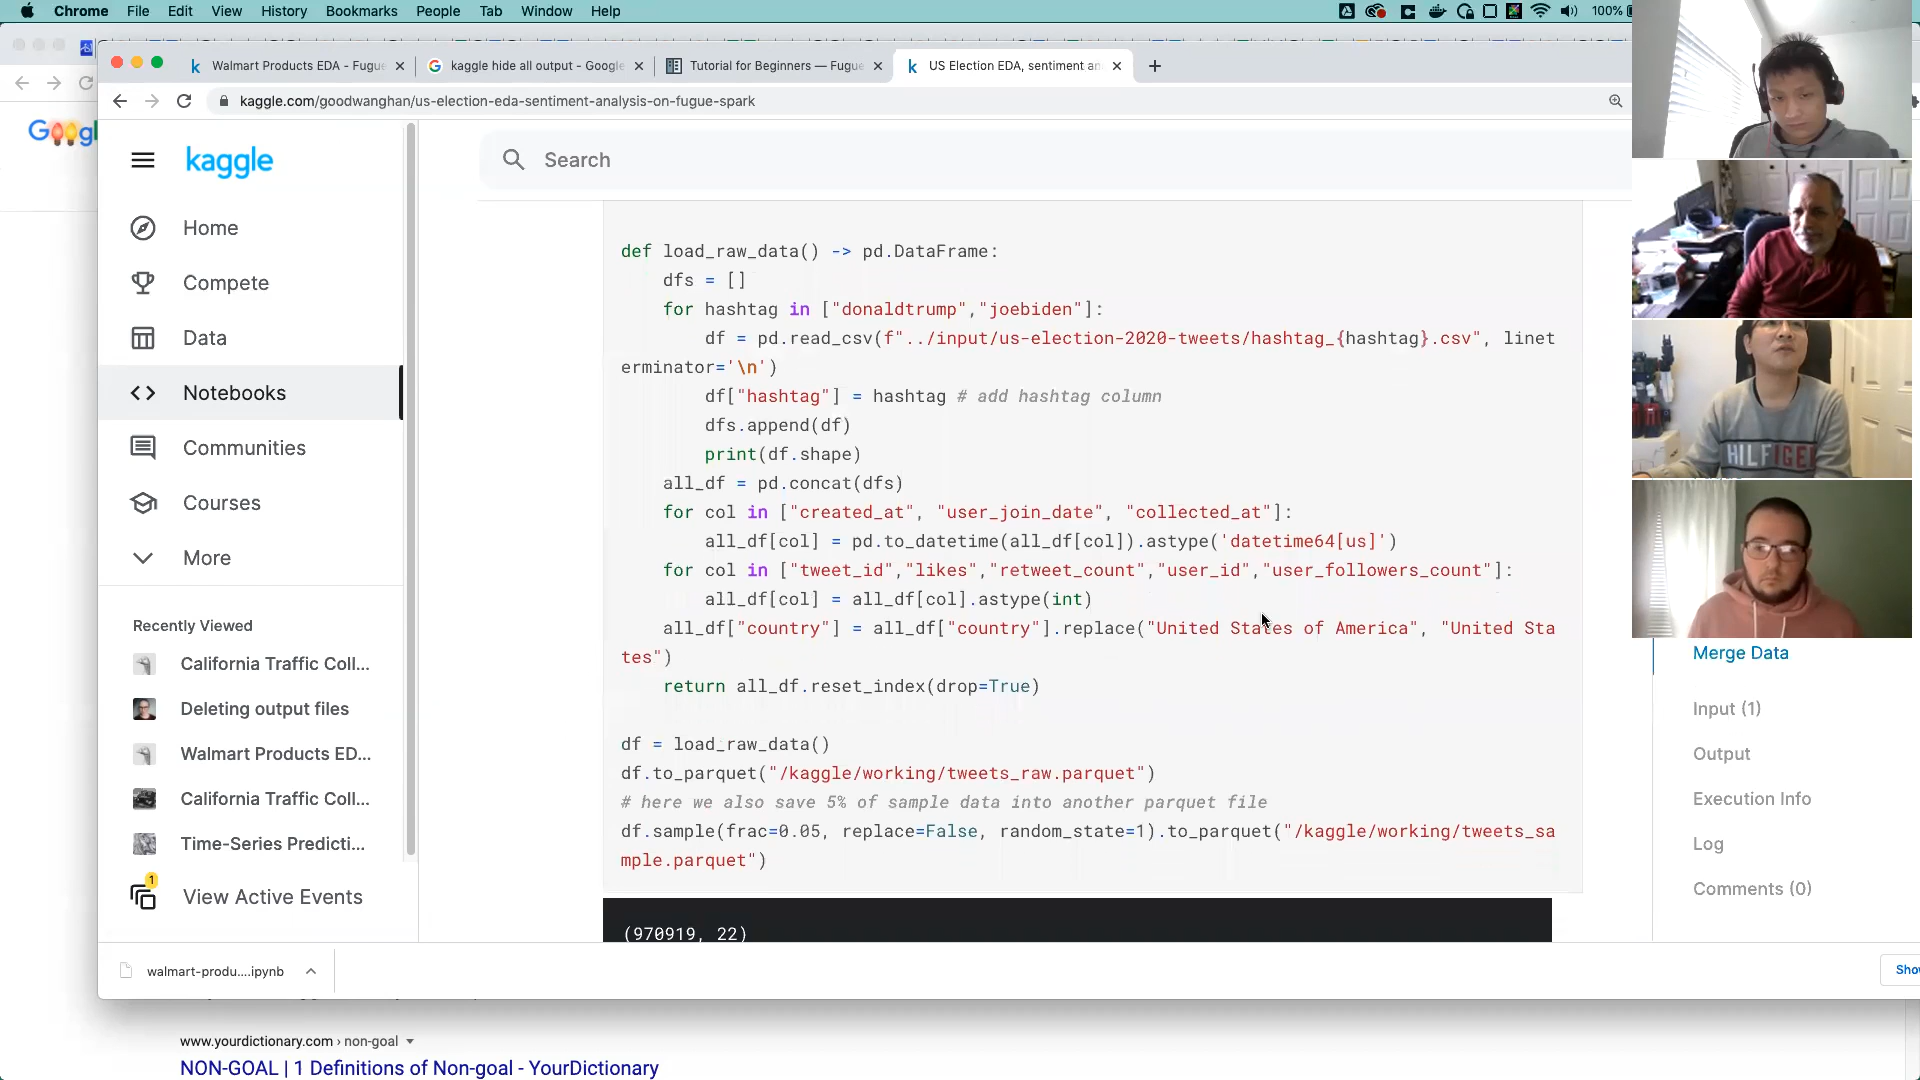 Chrome File Edit View History Bookmarks People Tab Window Help 100%
Walmart Products EDA - Fugue
kaggle hide all output - Google
Tutorial for Beginners — Fugue
US Election EDA, sentiment an
kaggle.com/goodwanghan/us-election-eda-sentiment-analysis-on-fugue-spark
Googl
kaggle
Search
Home
Compete
Data
Notebooks
Communities
Courses
More
Recently Viewed
California Traffic Coll...
Deleting output files
Walmart Products ED...
California Traffic Coll...
Time-Series Predicti...
1
View Active Events
def load_raw_data() -> pd.DataFrame:
dfs = []
for hashtag in ["donaldtrump","joebiden"]:
df = pd.read_csv(f"../input/us-election-2020-tweets/hashtag_{hashtag}.csv", linet
erminator='\n')
df["hashtag"] = hashtag # add hashtag column
dfs.append(df)
print(df.shape)
all_df = pd.concat(dfs)
for col in ["created_at", "user_join_date", "collected_at"]:
all_df[col] = pd.to_datetime(all_df[col]).astype('datetime64[us]')
for col in ["tweet_id","likes","retweet_count","user_id","user_followers_count"]:
all_df[col] = all_df[col].astype(int)
all_df["country"] = all_df["country"].replace("United States of America", "United Sta
tes")
return all_df.reset_index(drop=True)
df = load_raw_data()
df.to_parquet("/kaggle/working/tweets_raw.parquet")
# here we also save 5% of sample data into another parquet file
df.sample(frac=0.05, replace=False, random_state=1).to_parquet("/kaggle/working/tweets_sa
mple.parquet")
(970919, 22)
HILFIGER
Merge Data
Input (1)
Output
Execution Info
Log
Comments (0)
walmart-produ....ipynb
Show
www.yourdictionary.com › non-goal
NON-GOAL | 1 Definitions of Non-goal - YourDictionary